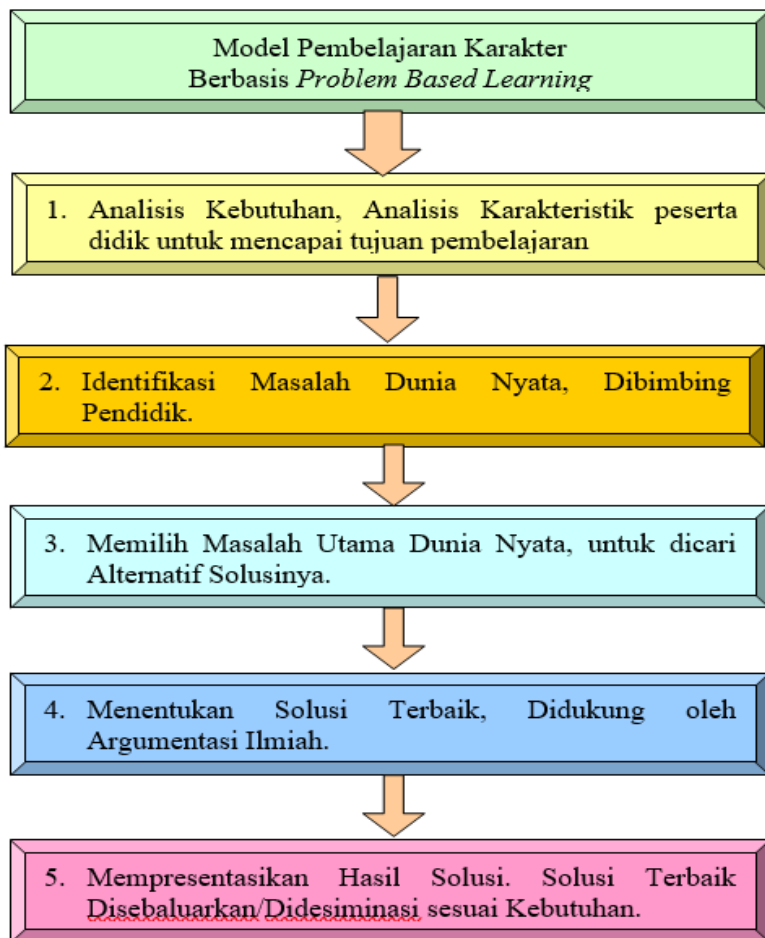 Model Pembelajaran Karakter
Berbasis Problem Based Learning
1. Analisis Kebutuhan, Analisis Karakteristik peserta
didik untuk mencapai tujuan pembelajaran
2. Identifikasi Masalah Dunia Nyata, Dibimbing
Pendidik.
3. Memilih Masalah Utama Dunia Nyata, untuk dicari
Alternatif Solusinya.
4. Menentukan Solusi Terbaik, Didukung oleh
Argumentasi Ilmiah.
5. Mempresentasikan Hasil Solusi. Solusi Terbaik
Disebaluarkan/Didesiminasi sesuai Kebutuhan.